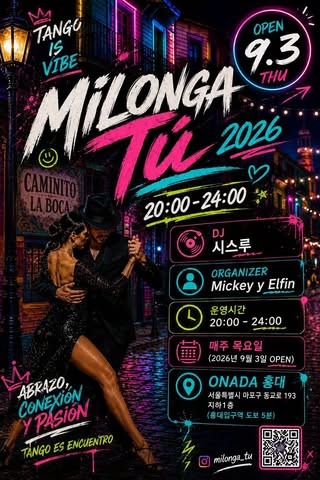 TANGO
IS
VIBE
OPEN
9.3
THU
MiLONGA
Tú 2026
20:00-24:00
CAMINITO
LA BOCA
DJ
시스루
ORGANIZER
Mickey y Elfin
운영시간
20:00 - 24:00
매주 목요일
(2026년 9월 3일 OPEN)
ONADA 홍대
서울특별시 마포구 동교로 193
지하1층
(홍대입구역 도보 5분)
ABRAZO,
CONEXIÓN
Y PASIÓN
TANGO ES ENCUENTRO
milonga_tu